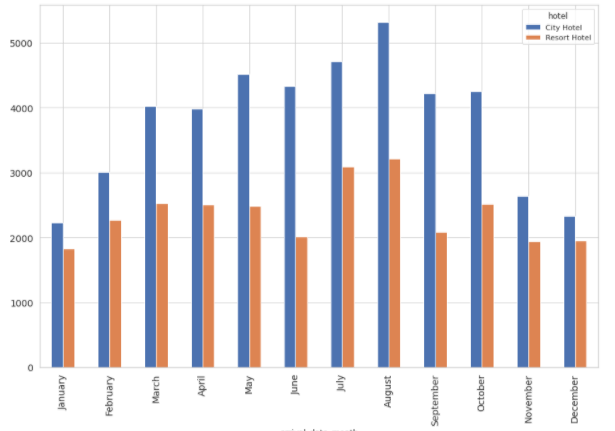 hotel
City Hotel
Resort Hotel
5000
4000
3000
2000
1000
0
January
February
March
April
May
June
July
August
September
October
November
December